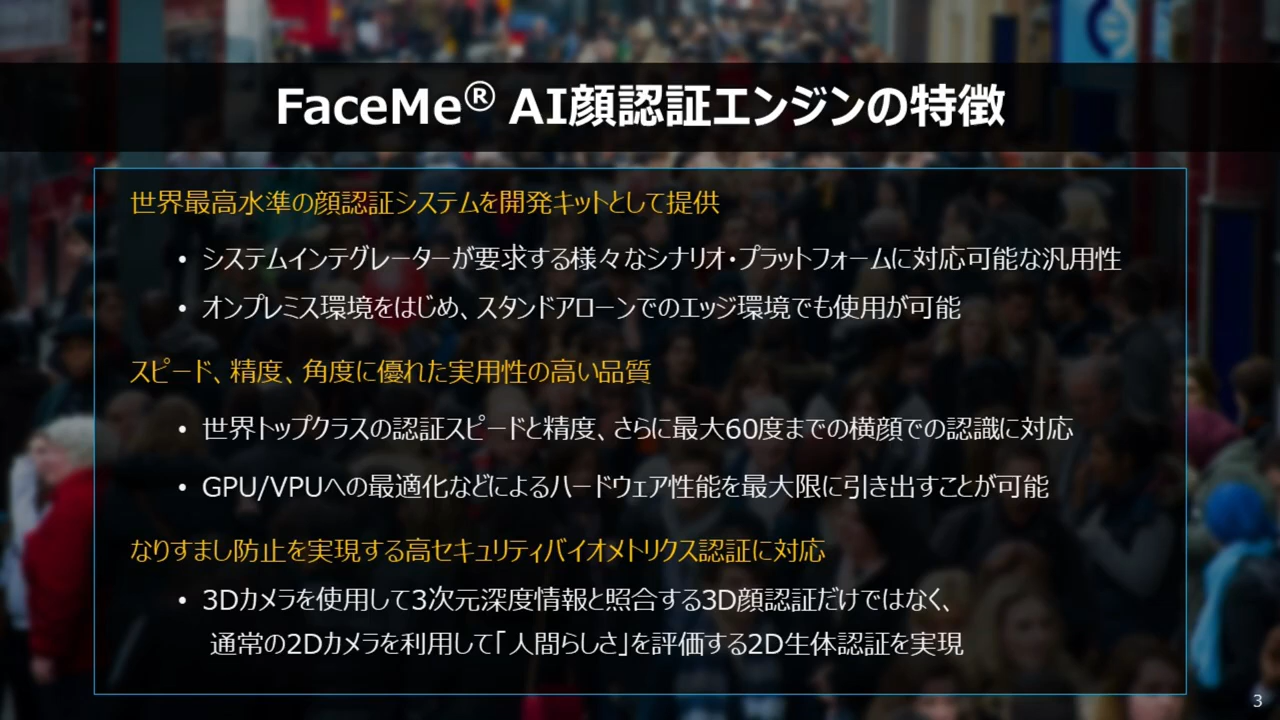 FaceMe® AI顔認証エンジンの特徴
世界最高水準の顔認証システムを開発キットとして提供
• システムインテグレーターが要求する様々なシナリオ・プラットフォームに対応可能な汎用性
• オンプレミス環境をはじめ、スタンドアローンでのエッジ環境でも使用が可能
スピード、精度、角度に優れた実用性の高い品質
• 世界トップクラスの認証スピードと精度、さらに最大60度までの横顔での認識に対応
• GPU/VPUへの最適化などによるハードウェア性能を最大限に引き出すことが可能
なりすまし防止を実現する高セキュリティバイオメトリクス認証に対応
• 3Dカメラを使用して3次元深度情報と照合する3D顔認証だけではなく、
通常の2Dカメラを利用して「人間らしさ」を評価する2D生体認証を実現
3